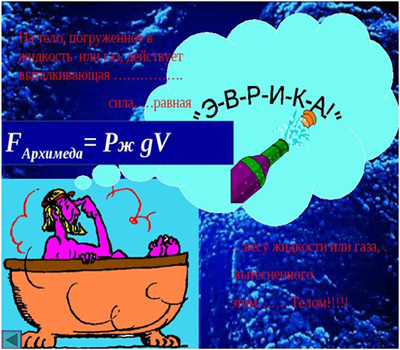 На тело, погруженное в
жидкость или газ, действует
выталкивающая …………….
сила, …равная
"Э-В-Р-И-К-А!"
FАрхимеда= Pж gV
…весу жидкости или газа, .
вытесненного
этим……. Телом!!!!!